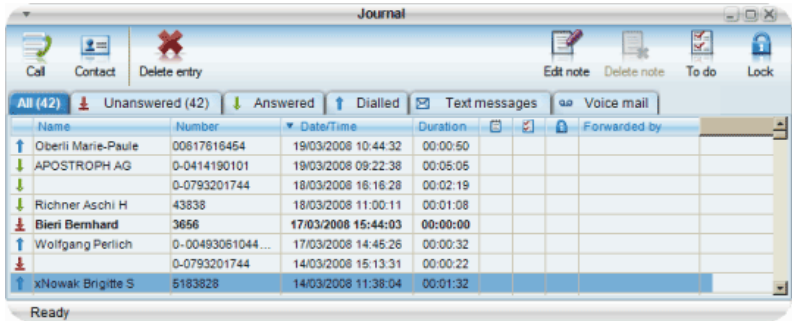 Journal
Call Contact Delete entry Edit note Delete note To do Lock
All (42) Unanswered (42) Answered Dialled Text messages Voice mail
Name Number Date/Time Duration Forwarded by
Oberli Marie-Paule 00617616454 19/03/2008 10:44:32 00:00:50
APOSTROPH AG 0-0414190101 19/03/2008 09:22:38 00:05:05
0-0793201744 18/03/2008 16:16:28 00:02:19
Richner Aschi H 43838 18/03/2008 11:00:11 00:01:08
Bieri Bernhard 3656 17/03/2008 15:44:03 00:00:00
Wolfgang Perlich 0-00493061044... 17/03/2008 14:45:26 00:00:32
0-0793201744 14/03/2008 15:13:31 00:00:22
xNowak Brigitte S 5183828 14/03/2008 11:38:04 00:01:32
Ready